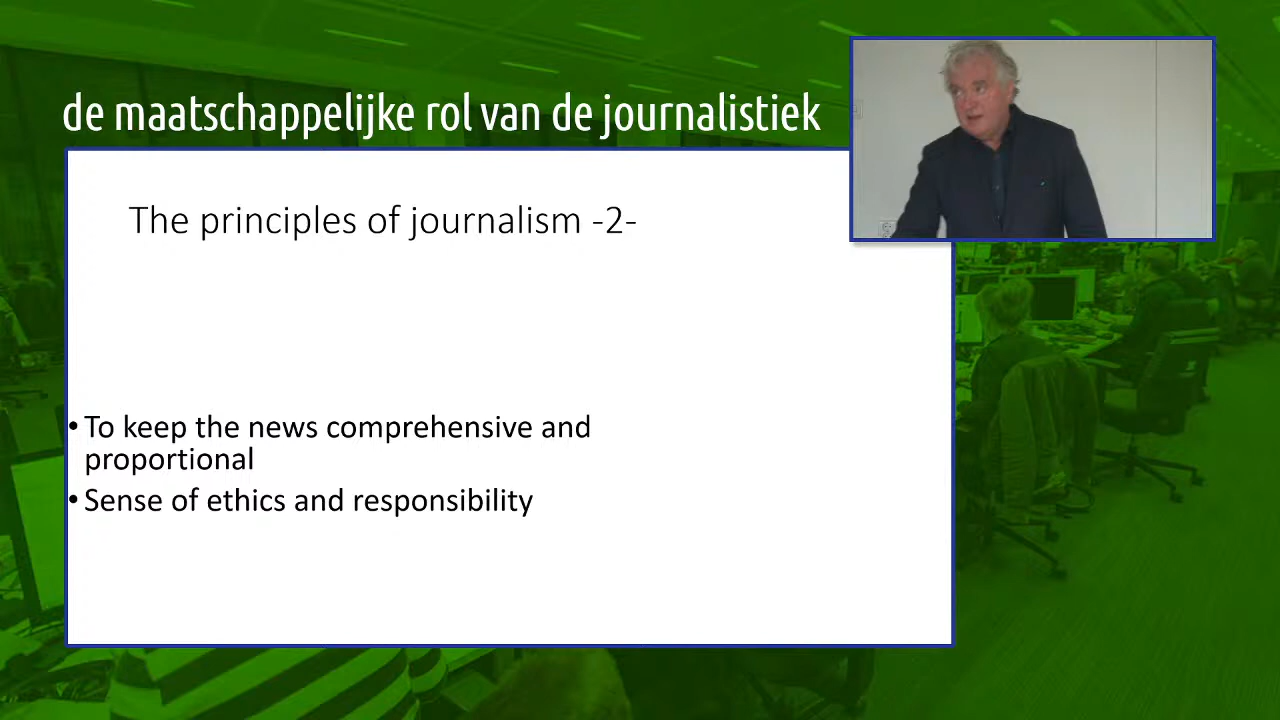 de maatschappelijke rol van de journalistiek
The principles of journalism -2-
• To keep the news comprehensive and
proportional
• Sense of ethics and responsibility